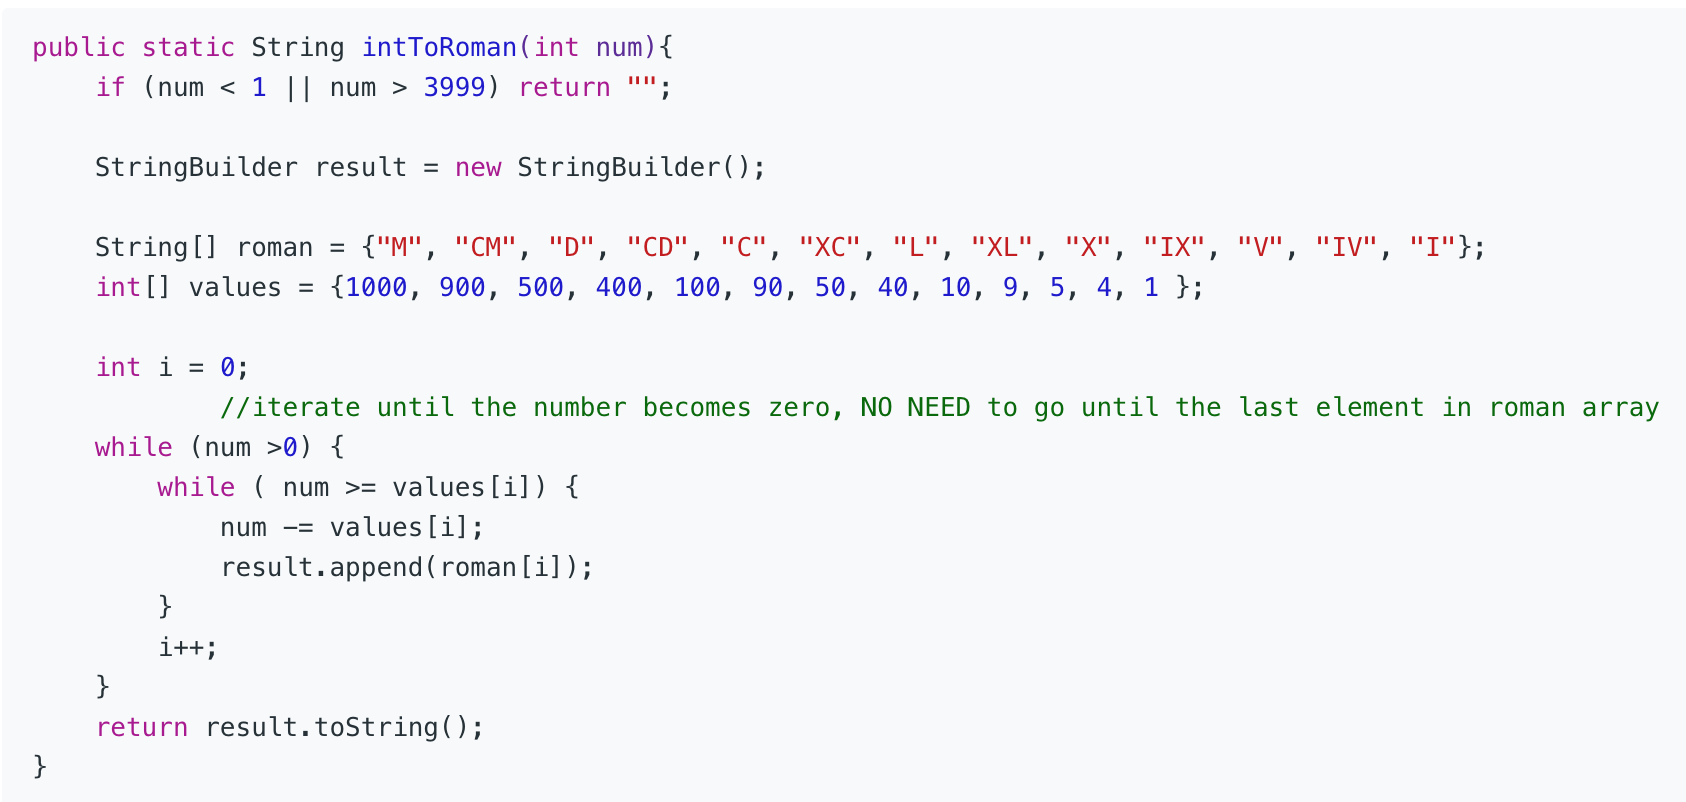 public static String intToRoman(int num){
    if (num < 1 || num > 3999) return "";
    StringBuilder result = new StringBuilder();
    String[] roman = {"M", "CM", "D", "CD", "C", "XC", "L", "XL", "X", "IX", "V", "IV", "I"};
    int[] values = {1000, 900, 500, 400, 100, 90, 50, 40, 10, 9, 5, 4, 1 };
    int i = 0;
            //iterate until the number becomes zero, NO NEED to go until the last element in roman array
    while (num >0) {
        while ( num >= values[i]) {
            num -= values[i];
            result.append(roman[i]);
        }
        i++;
    }
    return result.toString();
}